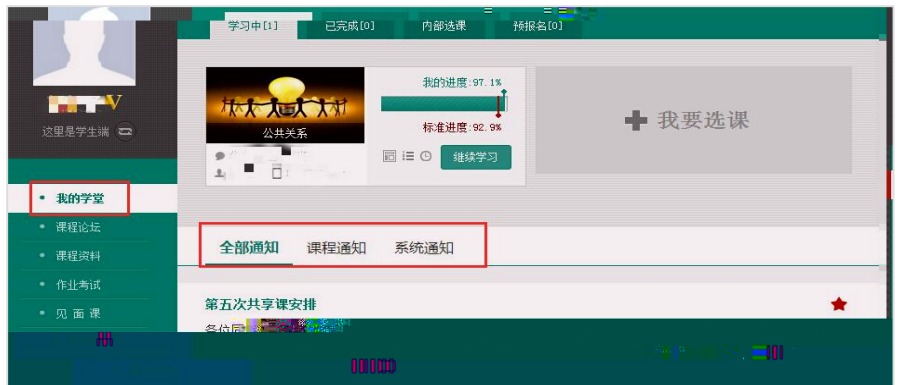 学习中[1]
已完成[0]
内部选课
预报名[0]
V
这里是学生端
公共关系
我的进度:97.1%
标准进度:92.9%
继续学习
我要选课
我的学堂
课程论坛
课程资料
作业考试
见面课
全部通知 课程通知 系统通知
第五次共享课安排
各位同